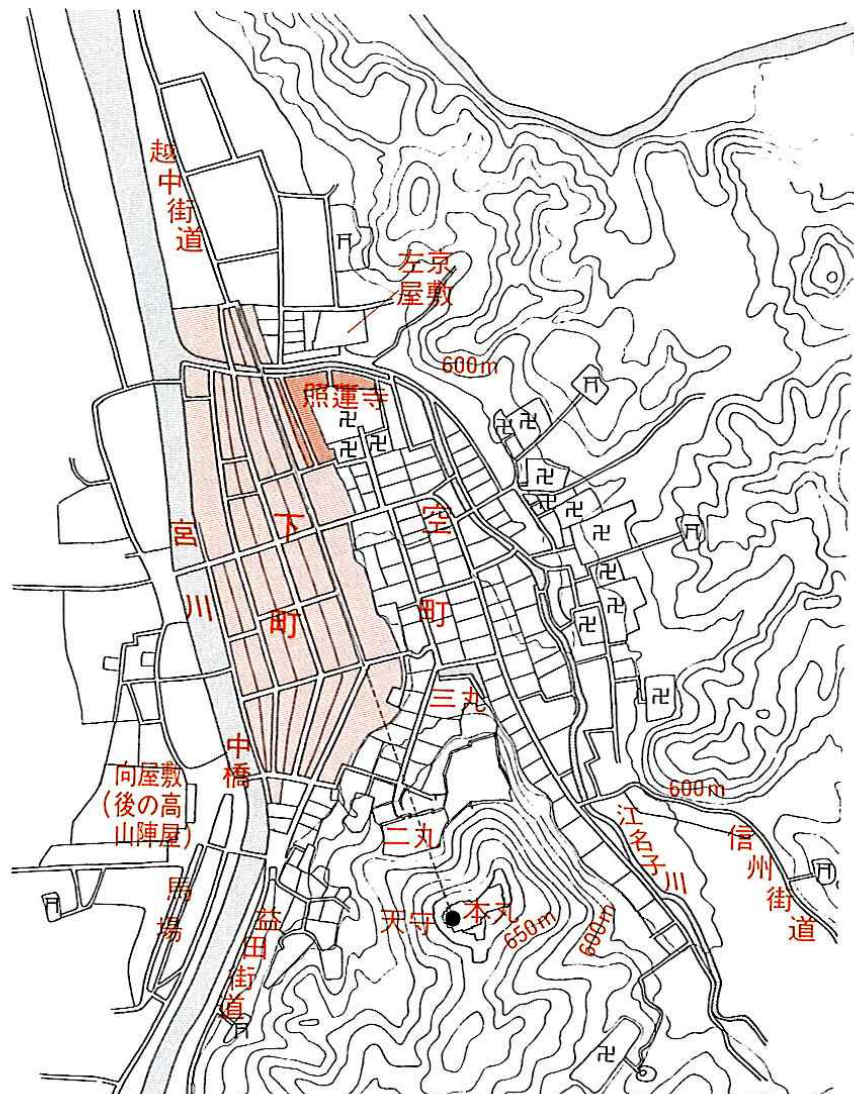 越中街道
左京
屋敷
600m
照蓮寺
宮川
下町
空町
三丸
中橋
向屋敷
(後の高
山陣屋)
二丸
600m
江名子川
信州街道
馬場
益田街道
天守
本丸
650m
600m